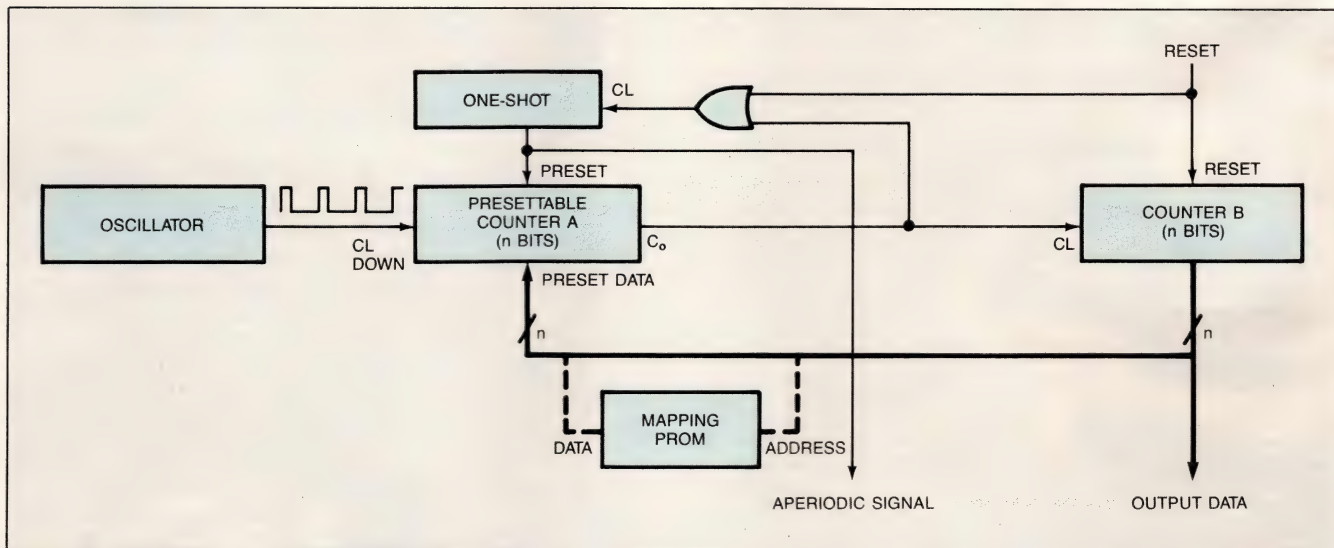 RESET
ONE-SHOT
CL
PRESET
RESET
OSCILLATOR
CL
DOWN
PRESETTABLE
COUNTER A
(n BITS)
Co
CL
COUNTER B
(n BITS)
PRESET DATA
n
n
MAPPING
PROM
DATA
ADDRESS
APERIODIC SIGNAL
OUTPUT DATA